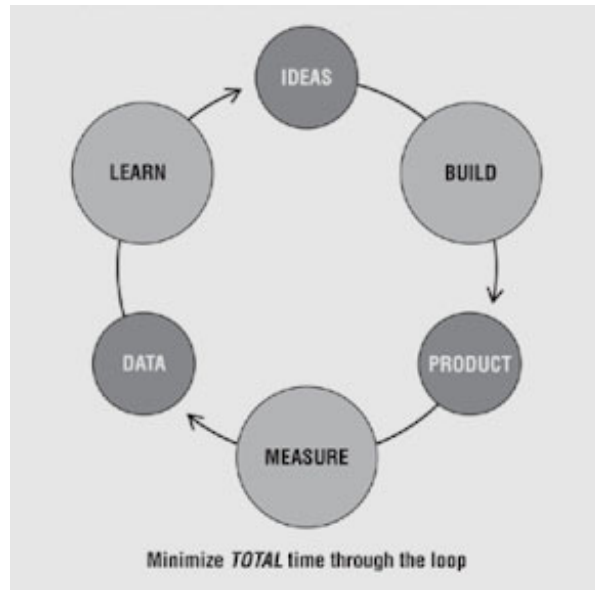 IDEAS
BUILD
PRODUCT
MEASURE
DATA
LEARN
Minimize TOTAL time through the loop